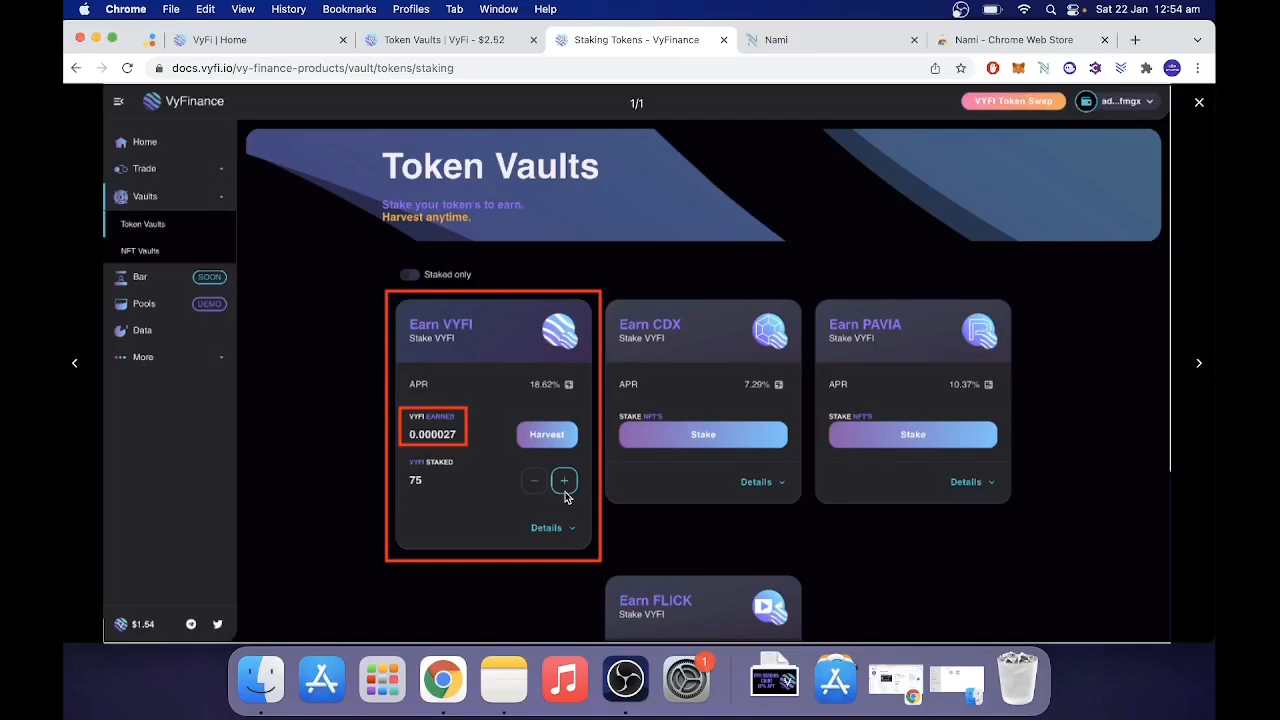 Chrome File Edit View History Bookmarks Profiles Tab Window Help Sat 22 Jan 12:54 am
VyFi | Home Token Vaults | VyFi - $2.52 Staking Tokens - VyFinance Nami Nami - Chrome Web Store
docs.vyfi.io/vy-finance-products/vault/tokens/staking
VyFinance 1/1 VYFI Token Swap ad...fmgx
Home
Trade
Vaults
Token Vaults
NFT Vaults
Bar SOON
Pools DEMO
Data
More
$1.54
Token Vaults
Stake your token's to earn.
Harvest anytime.
Staked only
Earn VYFI
Stake VYFI
APR 18.62%
VYFI EARNED
0.000027 Harvest
VYFI STAKED
75
Details
Earn CDX
Stake VYFI
APR 7.29%
STAKE NFT'S
Stake
Details
Earn PAVIA
Stake VYFI
APR 10.37%
STAKE NFT'S
Stake
Details
Earn FLICK
Stake VYFI
1